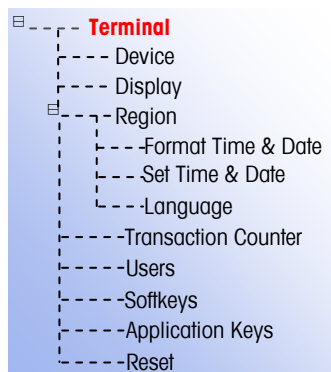 Terminal
Device
Display
Region
Format Time & Date
Set Time & Date
Language
Transaction Counter
Users
Softkeys
Application Keys
Reset